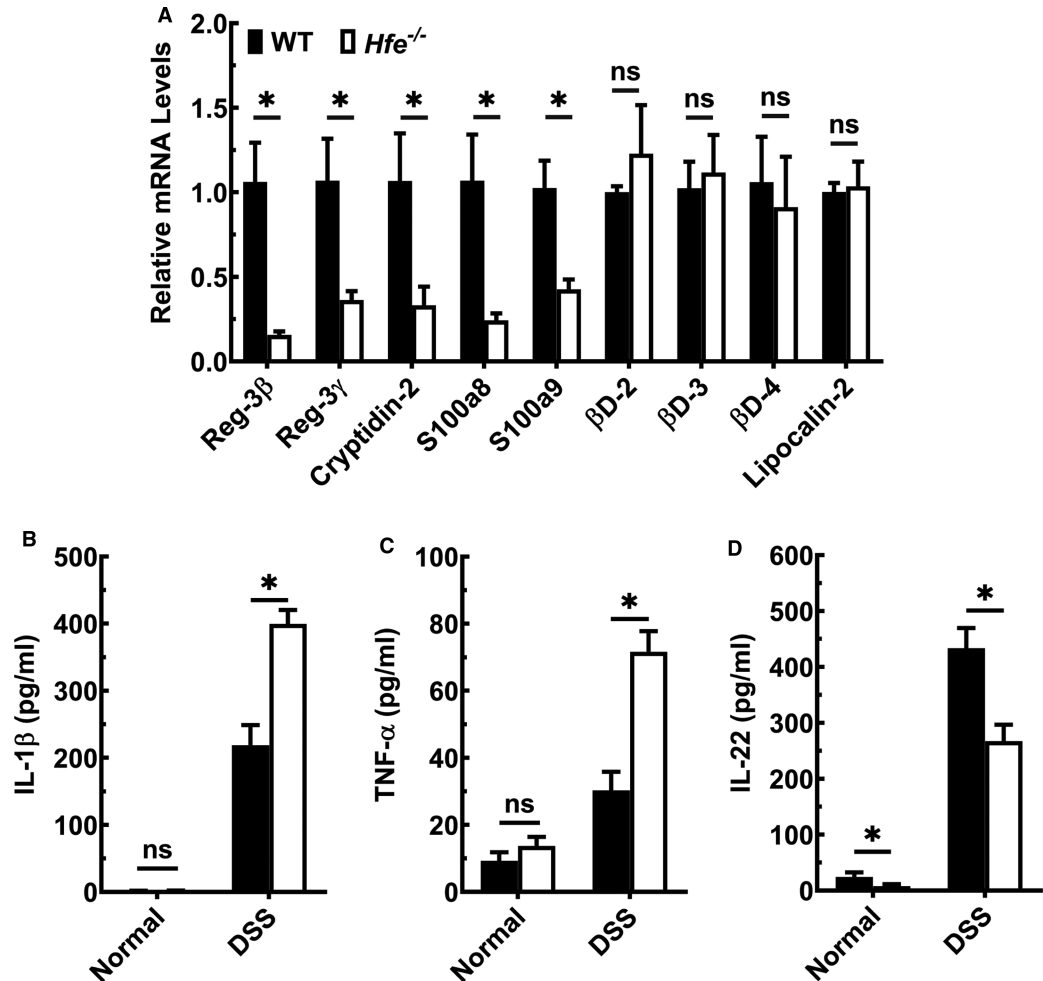 A
Relative mRNA Levels
2.0
1.5
1.0
0.5
0.0
WT Hfe-/-
* * * * * ns ns ns ns
Reg-3β
Reg-3γ
Cryptidin-2
S100a8
S100a9
βD-2
βD-3
βD-4
Lipocalin-2
B
IL-1β (pg/ml)
500
400
300
200
100
0
ns
*
Normal
DSS
C
TNF-α (pg/ml)
100
80
60
40
20
0
ns
*
Normal
DSS
D
IL-22 (pg/ml)
600
500
400
300
200
100
0
*
*
Normal
DSS